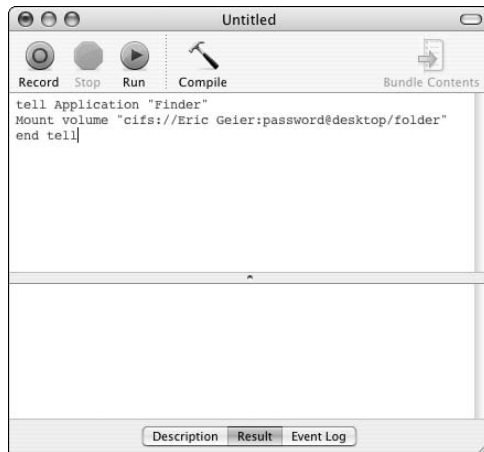 Untitled
Record Stop Run Compile Bundle Contents
tell Application "Finder"
Mount volume "cifs://Eric Geier:password@desktop/folder"
end tell
Description Result Event Log